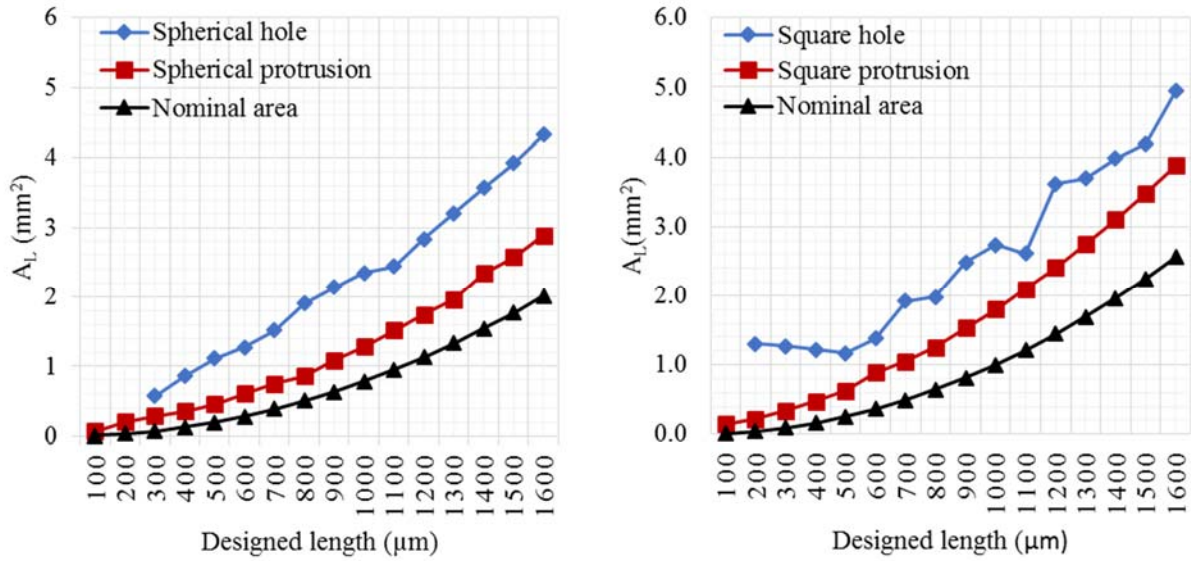 6
5
4
3
2
1
0
A_L (mm²)
Spherical hole
Spherical protrusion
Nominal area
100 200 300 400 500 600 700 800 900 1000 1100 1200 1300 1400 1500 1600
Designed length (μm)
6.0
5.0
4.0
3.0
2.0
1.0
0.0
A_L(mm²)
Square hole
Square protrusion
Nominal area
100 200 300 400 500 600 700 800 900 1000 1100 1200 1300 1400 1500 1600
Designed length (μm)